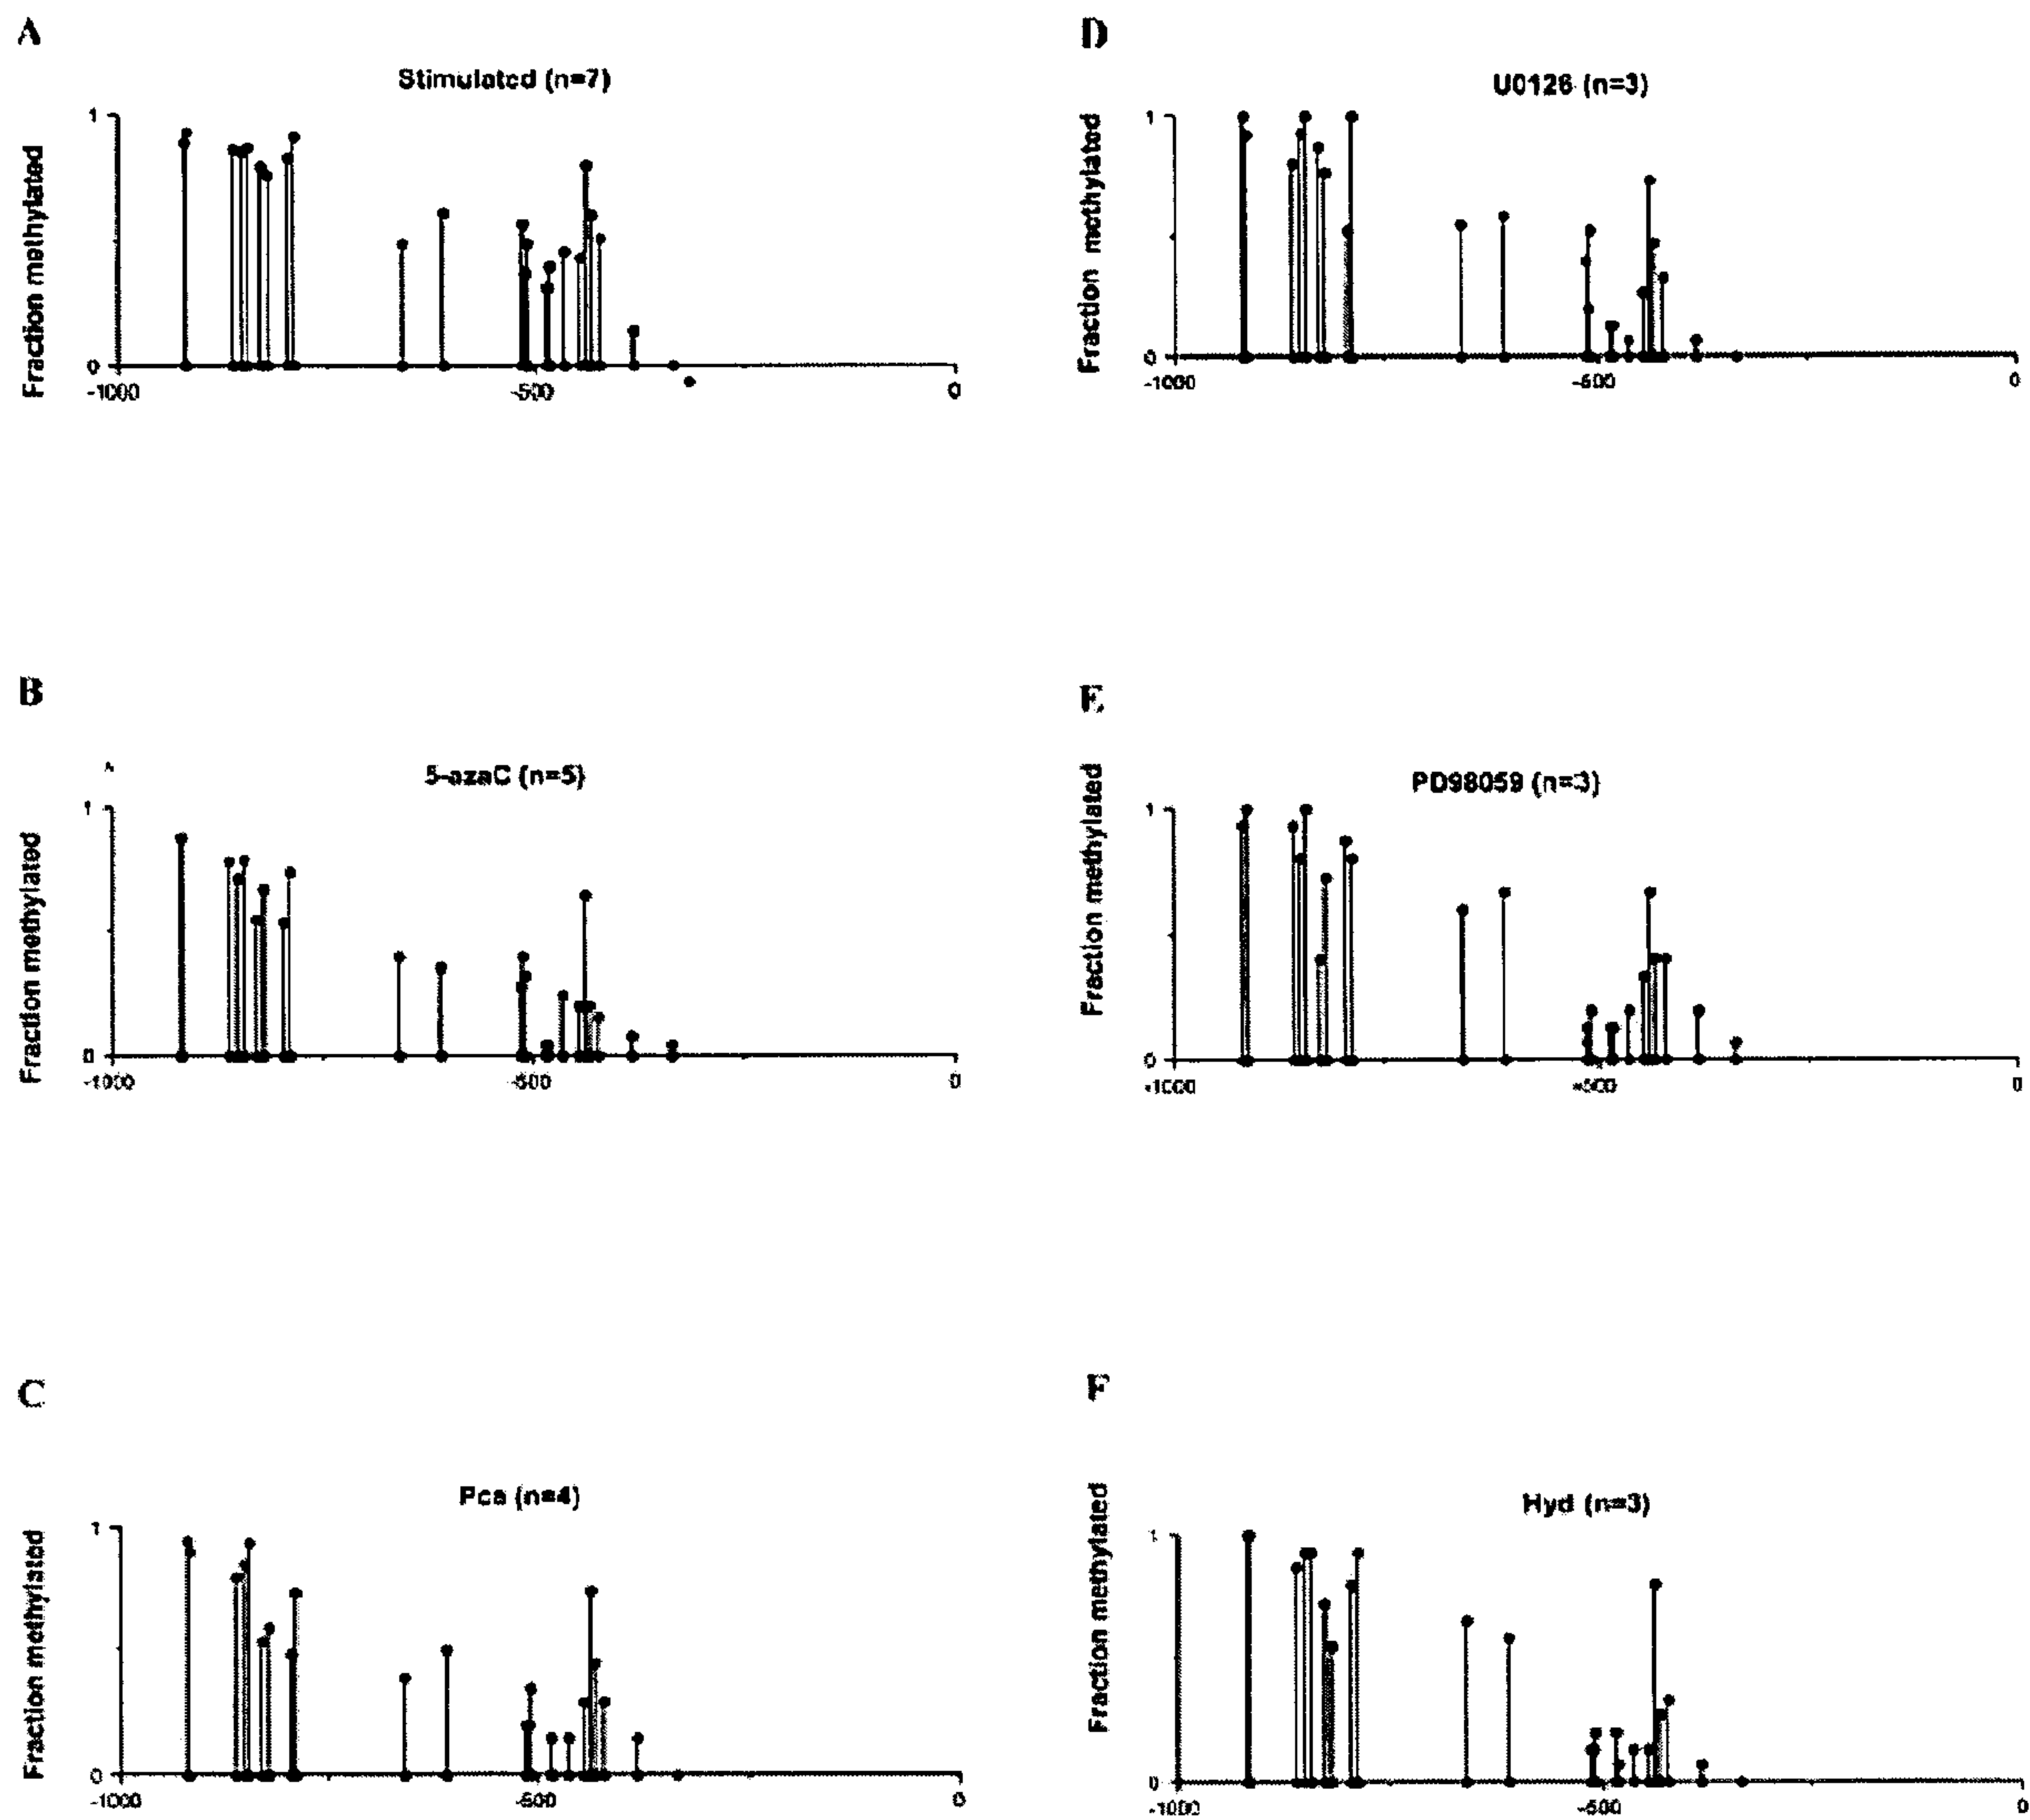 A
Stimulated (n=7)
Fraction methylated
1
0
-1000
-500
0
B
5-azaC (n=5)
Fraction methylated
1
0
-1000
-500
0
C
Pca (n=4)
Fraction methylated
1
0
-1000
-500
0
D
U0126 (n=3)
Fraction methylated
1
0
-1000
-500
0
E
PD98059 (n=3)
Fraction methylated
1
0
-1000
-500
0
F
Hyd (n=3)
Fraction methylated
1
0
-1000
-500
0